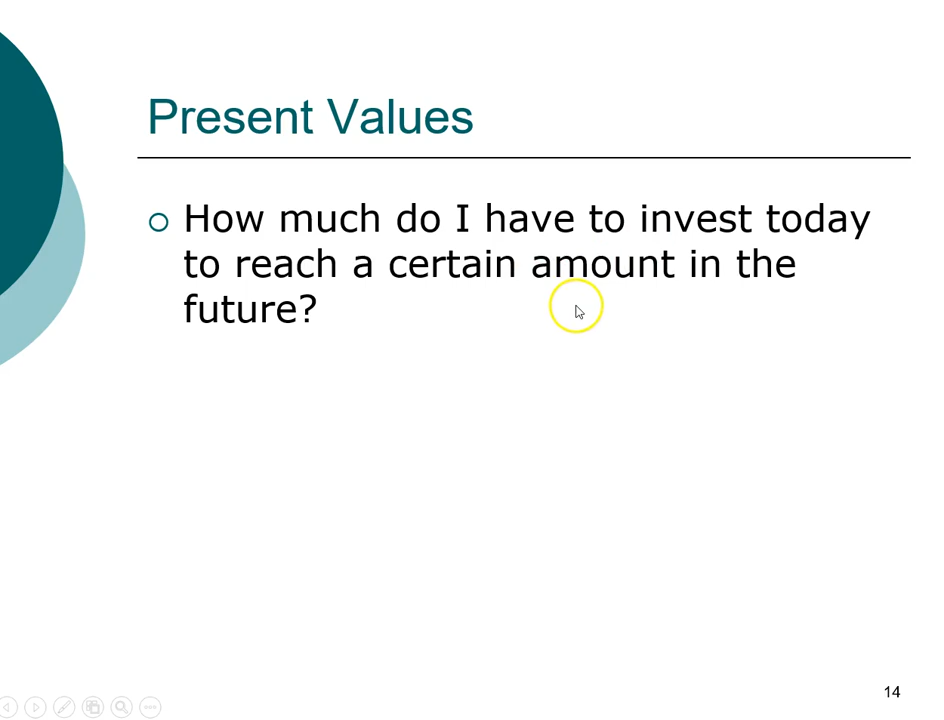 Present Values
How much do I have to invest today
to reach a certain amount in the
future?
14